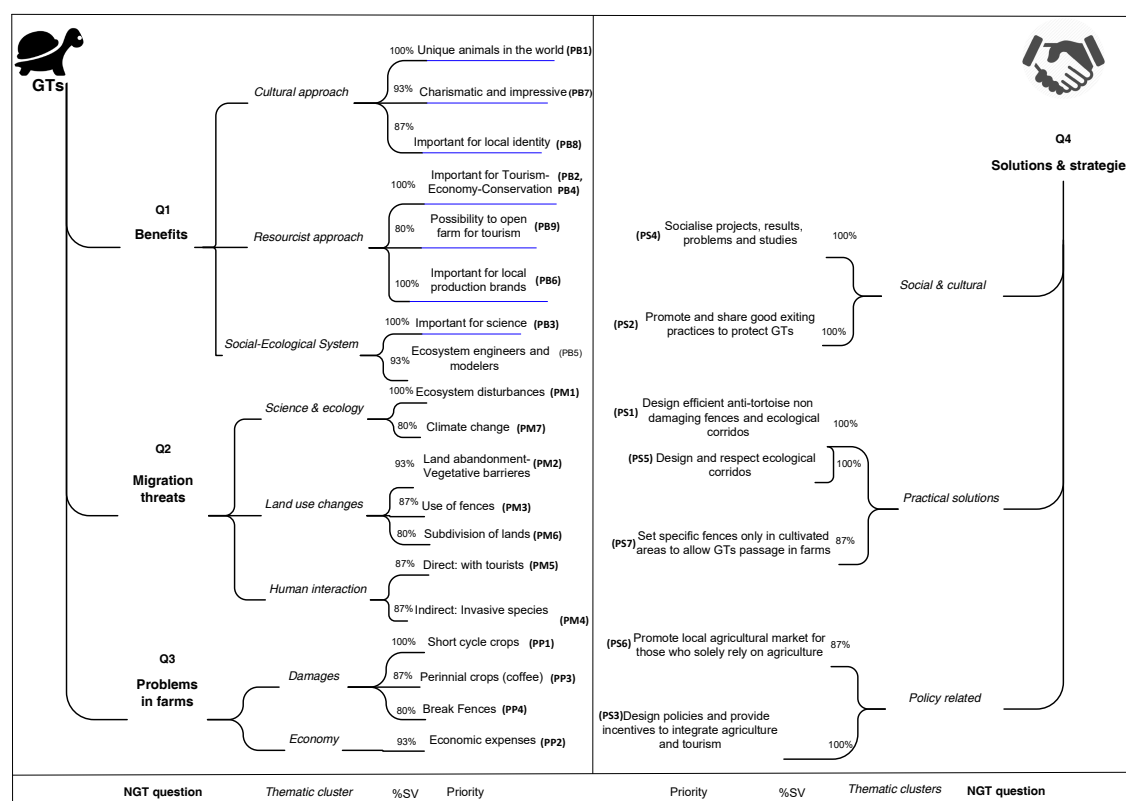 GTs
Q1
Benefits
Cultural approach
100% Unique animals in the world (PB1)
93% Charismatic and impressive (PB7)
87%
Important for local identity (PB8)
Resourcist approach
100%
Important for Tourism-
Economy-Conservation
(PB2,
PB4)
80%
Possibility to open
farm for tourism
(PB9)
100%
Important for local
production brands
(PB6)
Social-Ecological System
100% Important for science (PB3)
93%
Ecosystem engineers and
modelers
(PB5)
Q2
Migration
threats
Science & ecology
100% Ecosystem disturbances (PM1)
80% Climate change (PM7)
Land use changes
93%
Land abandonment-
Vegetative barrieres
(PM2)
87% Use of fences (PM3)
80% Subdivision of lands (PM6)
Human interaction
87% Direct: with tourists (PM5)
87% Indirect: Invasive species
(PM4)
Q3
Problems
in farms
Damages
100% Short cycle crops (PP1)
87% Perinnial crops (coffee) (PP3)
80% Break Fences (PP4)
Economy
93% Economic expenses (PP2)
NGT question Thematic cluster %SV Priority
Q4
Solutions & strategie
(PS4)
Socialise projects, results,
problems and studies
100%
(PS2)
Promote and share good exiting
practices to protect GTs
100%
Social & cultural
(PS1)
Design efficient anti-tortoise non
damaging fences and ecological
corridos
100%
(PS5)
Design and respect ecological
corridos
100%
(PS7)
Set specific fences only in cultivated
areas to allow GTs passage in farms
87%
Practical solutions
(PS6)
Promote local agricultural market for
those who solely rely on agriculture
87%
(PS3)
Design policies and provide
incentives to integrate agriculture
and tourism
100%
Policy related
Priority %SV Thematic clusters NGT question